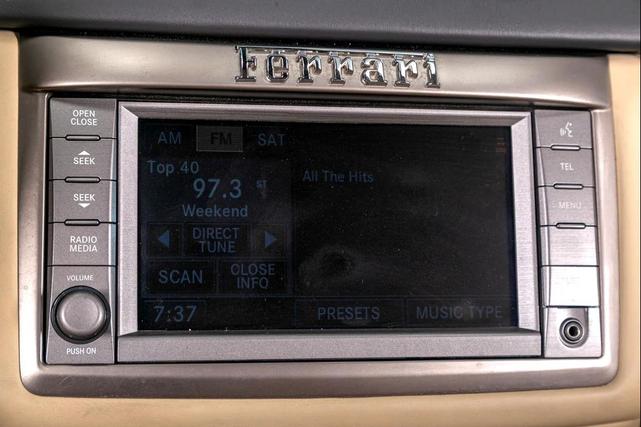 Ferrari
OPEN
CLOSE
SEEK
SEEK
RADIO
MEDIA
VOLUME
PUSH ON
AM FM SAT
Top 40
97.3 ST
Weekend
DIRECT
TUNE
SCAN
CLOSE
INFO
7:37
All The Hits
PRESETS
MUSIC TYPE
TEL
MENU